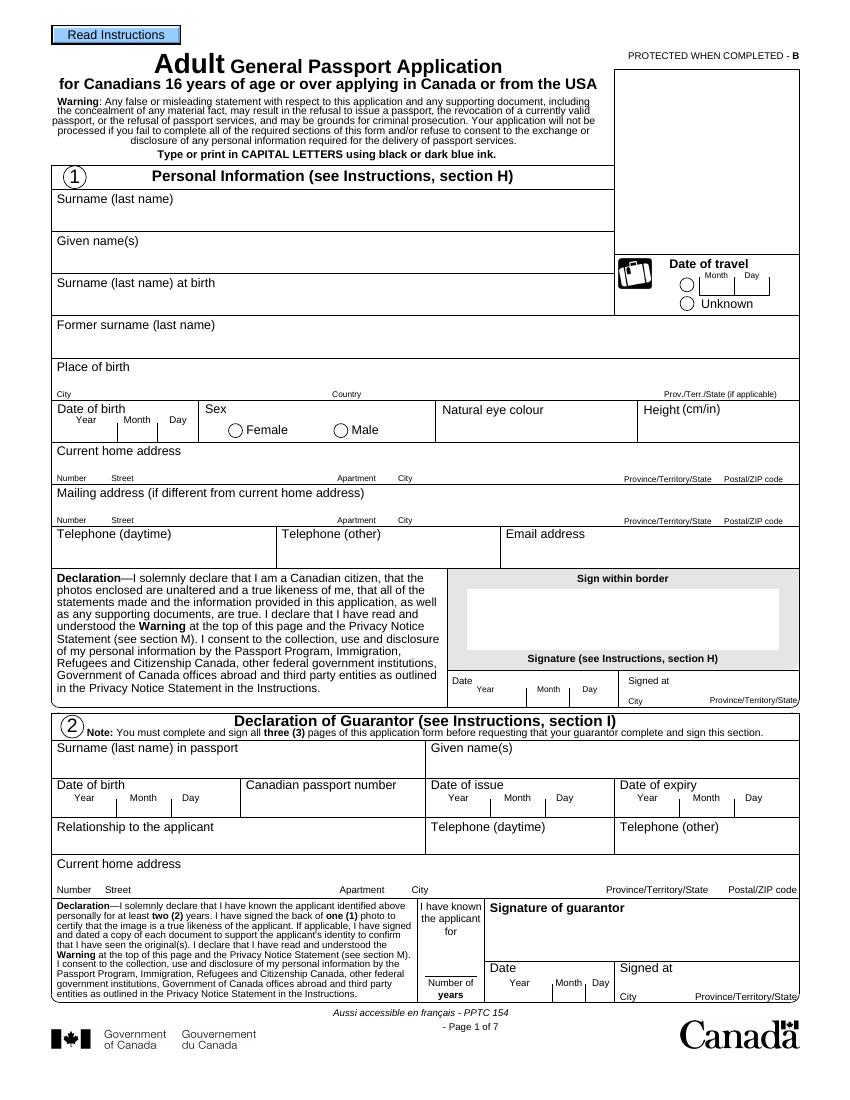 Read Instructions
PROTECTED WHEN COMPLETED - B
Adult General Passport Application
for Canadians 16 years of age or over applying in Canada or from the USA
Warning: Any false or misleading statement with respect to this application and any supporting document, including
the concealment of any material fact, may result in the refusal to issue a passport, the revocation of a currently valid
passport, or the refusal of passport services, and may be grounds for criminal prosecution. Your application will not be
processed if you fail to complete all of the required sections of this form and/or refuse to consent to the exchange or
disclosure of any personal information required for the delivery of passport services.
Type or print in CAPITAL LETTERS using black or dark blue ink.
1 Personal Information (see Instructions, section H)
Surname (last name)
Given name(s)
Surname (last name) at birth
Date of travel
Month Day
Unknown
Former surname (last name)
Place of birth
City Country Prov./Terr./State (if applicable)
Date of birth Sex Natural eye colour Height (cm/in)
Year Month Day
Female Male
Current home address
Number Street Apartment City Province/Territory/State Postal/ZIP code
Mailing address (if different from current home address)
Number Street Apartment City Province/Territory/State Postal/ZIP code
Telephone (daytime) Telephone (other) Email address
Declaration—I solemnly declare that I am a Canadian citizen, that the
photos enclosed are unaltered and a true likeness of me, that all of the
statements made and the information provided in this application, as well
as any supporting documents, are true. I declare that I have read and
understood the Warning at the top of this page and the Privacy Notice
Statement (see section M). I consent to the collection, use and disclosure
of my personal information by the Passport Program, Immigration,
Refugees and Citizenship Canada, other federal government institutions,
Government of Canada offices abroad and third party entities as outlined
in the Privacy Notice Statement in the Instructions.
Sign within border
Signature (see Instructions, section H)
Date Signed at
Year Month Day
City Province/Territory/State
2 Declaration of Guarantor (see Instructions, section I)
Note: You must complete and sign all three (3) pages of this application form before requesting that your guarantor complete and sign this section.
Surname (last name) in passport Given name(s)
Date of birth Canadian passport number Date of issue Date of expiry
Year Month Day Year Month Day Year Month Day
Relationship to the applicant Telephone (daytime) Telephone (other)
Current home address
Number Street Apartment City Province/Territory/State Postal/ZIP code
Declaration—I solemnly declare that I have known the applicant identified above
personally for at least two (2) years. I have signed the back of one (1) photo to
certify that the image is a true likeness of the applicant. If applicable, I have signed
and dated a copy of each document to support the applicant's identity to confirm
that I have seen the original(s). I declare that I have read and understood the
Warning at the top of this page and the Privacy Notice Statement (see section M).
I consent to the collection, use and disclosure of my personal information by the
Passport Program, Immigration, Refugees and Citizenship Canada, other federal
government institutions, Government of Canada offices abroad and third party
entities as outlined in the Privacy Notice Statement in the Instructions.
I have known
the applicant
for
Number of
years
Signature of guarantor
Date Signed at
Year Month Day
City Province/Territory/State
Aussi accessible en français - PPTC 154
- Page 1 of 7
Government Gouvernement
of Canada du Canada
Canada